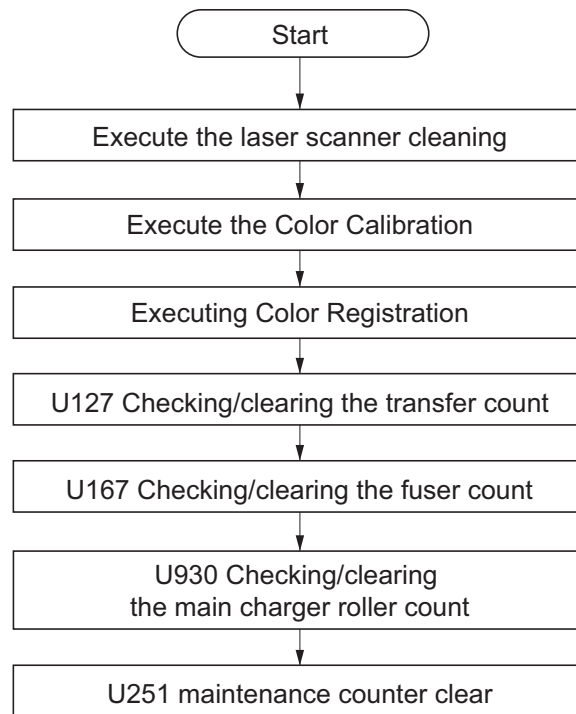 Start
Execute the laser scanner cleaning
Execute the Color Calibration
Executing Color Registration
U127 Checking/clearing the transfer count
U167 Checking/clearing the fuser count
U930 Checking/clearing
the main charger roller count
U251 maintenance counter clear